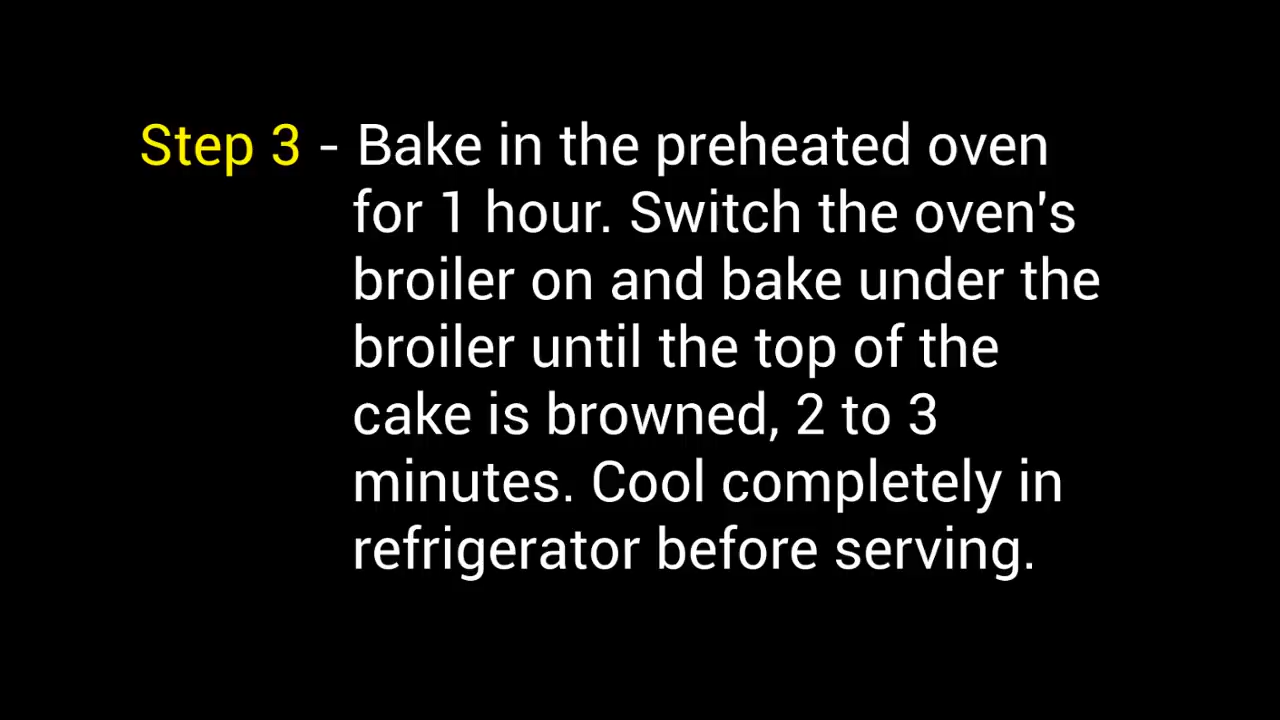 Step 3 - Bake in the preheated oven
for 1 hour. Switch the oven's
broiler on and bake under the
broiler until the top of the
cake is browned, 2 to 3
minutes. Cool completely in
refrigerator before serving.